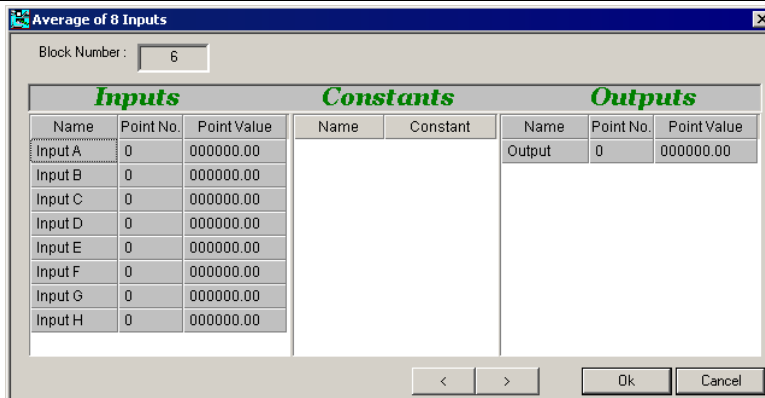 Average of 8 Inputs
Block Number : 6
Inputs Constants Outputs
Name Point No. Point Value Name Constant Name Point No. Point Value
Input A 0 000000.00 Output 0 000000.00
Input B 0 000000.00
Input C 0 000000.00
Input D 0 000000.00
Input E 0 000000.00
Input F 0 000000.00
Input G 0 000000.00
Input H 0 000000.00
< > Ok Cancel